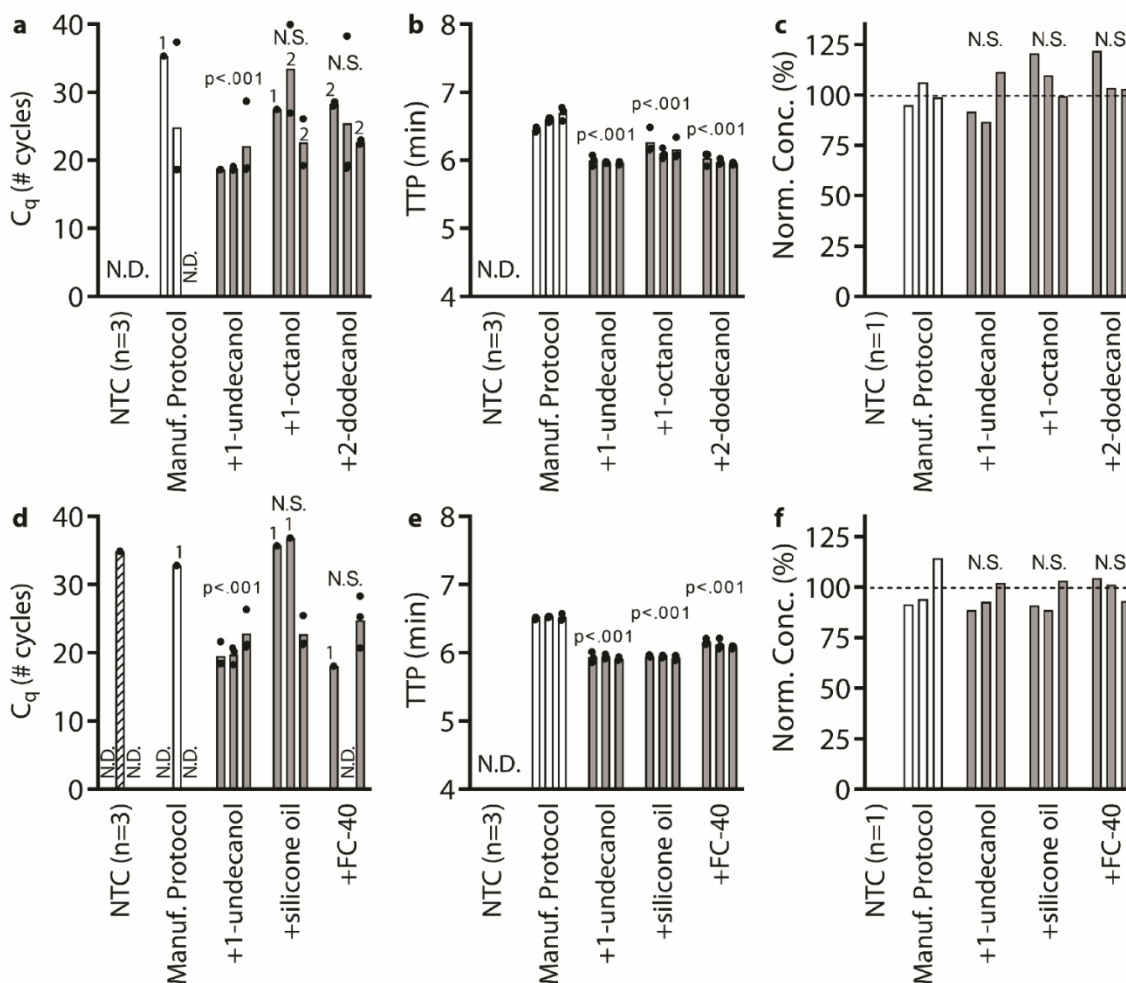 a
40
30
20
10
0
Cq (# cycles)
1
N.D.
N.D.
p<.001
1
N.S.
2
2
N.S.
2
2
NTC (n=3)
Manuf. Protocol
+1-undecanol
+1-octanol
+2-dodecanol
b
8
7
6
5
4
TTP (min)
N.D.
p<.001
p<.001
p<.001
NTC (n=3)
Manuf. Protocol
+1-undecanol
+1-octanol
+2-dodecanol
c
125
100
75
50
25
0
Norm. Conc. (%)
N.S.
N.S.
N.S.
NTC (n=1)
Manuf. Protocol
+1-undecanol
+1-octanol
+2-dodecanol
d
40
30
20
10
0
Cq (# cycles)
N.D.
N.D.
N.D.
1
N.D.
p<.001
1
N.S.
1
1
N.D.
N.S.
NTC (n=3)
Manuf. Protocol
+1-undecanol
+silicone oil
+FC-40
e
8
7
6
5
4
TTP (min)
N.D.
p<.001
p<.001
p<.001
NTC (n=3)
Manuf. Protocol
+1-undecanol
+silicone oil
+FC-40
f
125
100
75
50
25
0
Norm. Conc. (%)
N.S.
N.S.
N.S
NTC (n=1)
Manuf. Protocol
+1-undecanol
+silicone oil
+FC-40